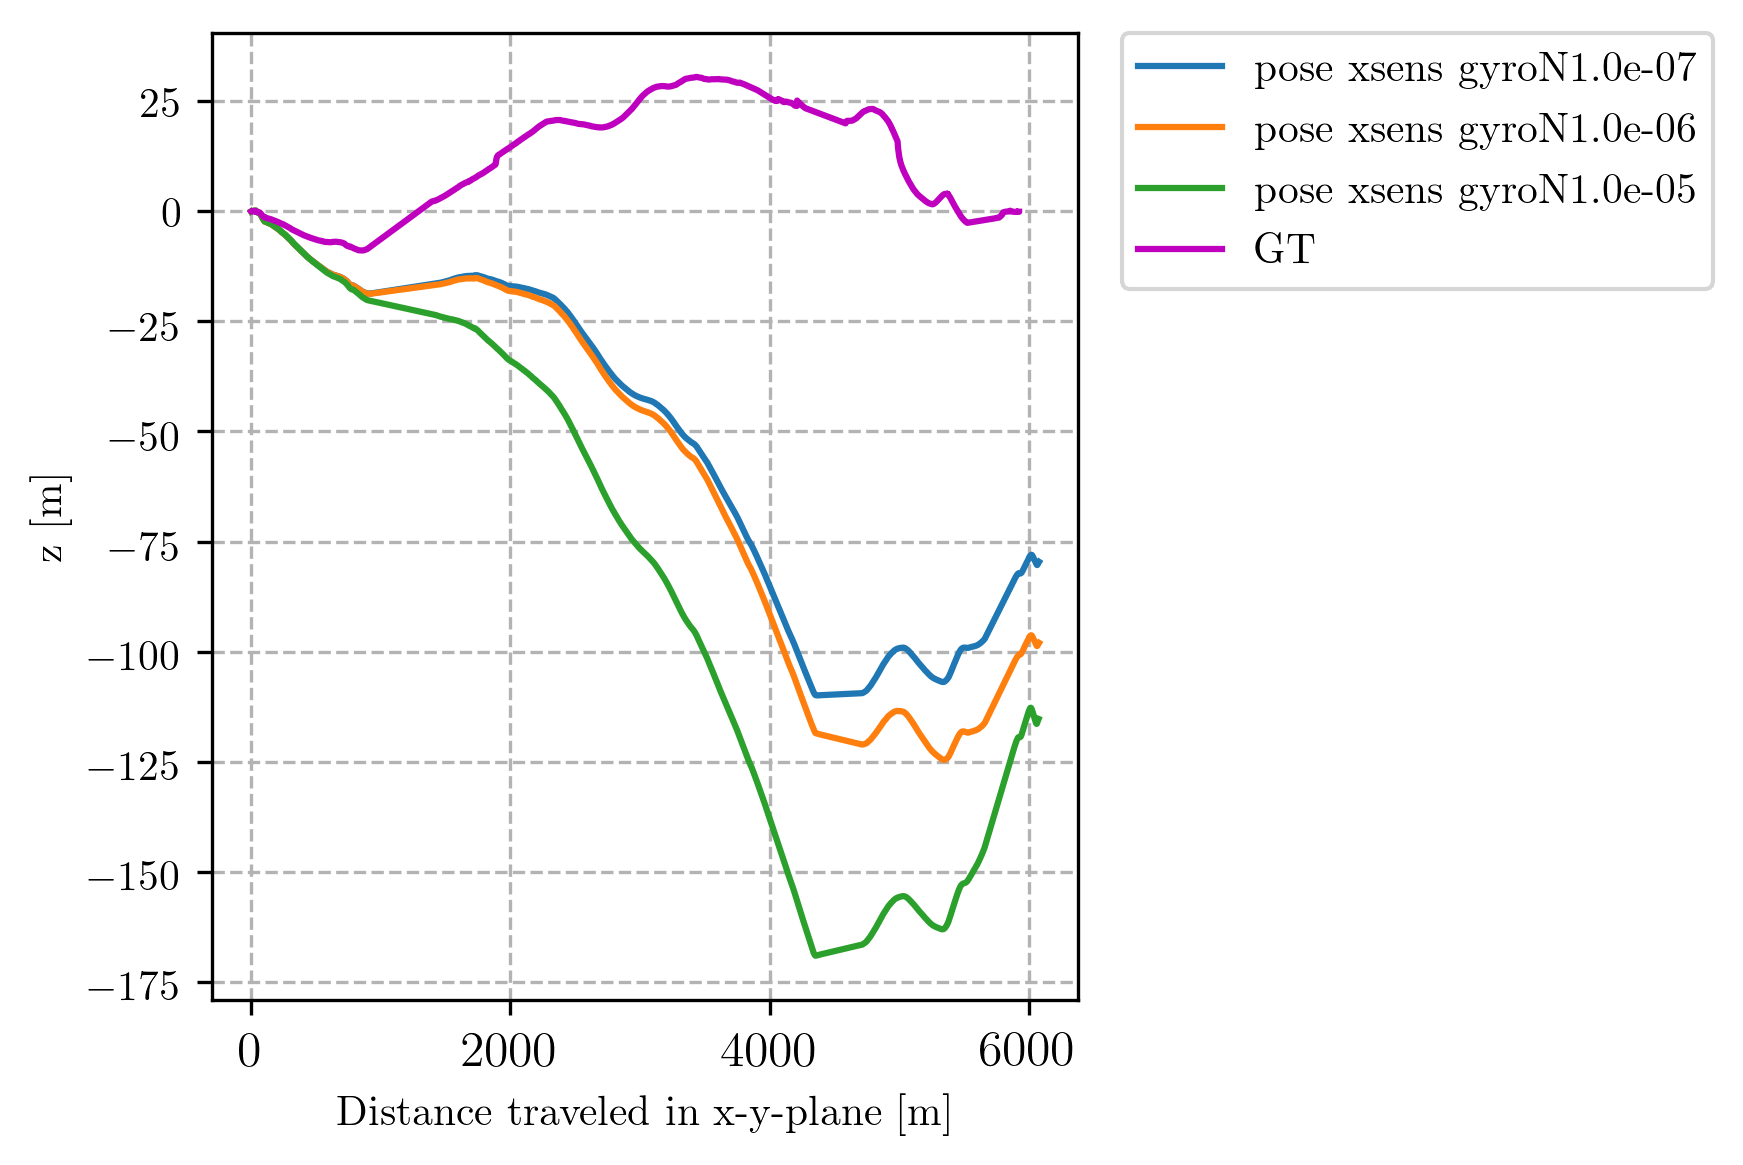 25
0
−25
−50
−75
−100
−125
−150
−175
z [m]
0 2000 4000 6000
Distance traveled in x-y-plane [m]
pose xsens gyroN1.0e-07
pose xsens gyroN1.0e-06
pose xsens gyroN1.0e-05
GT